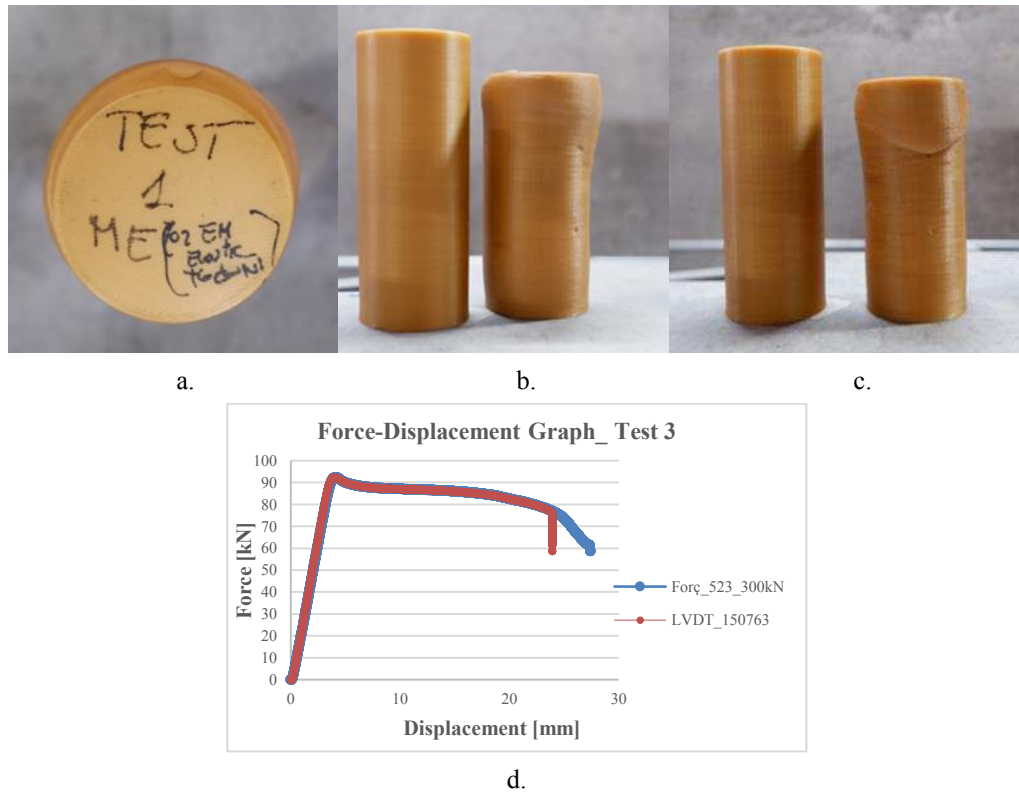 TEST
1
ME
a.
b.
c.
Force-Displacement Graph_ Test 3
Force [kN]
100
90
80
70
60
50
40
30
20
10
0
0 10 20 30
Displacement [mm]
Forç_523_300kN
LVDT_150763
d.